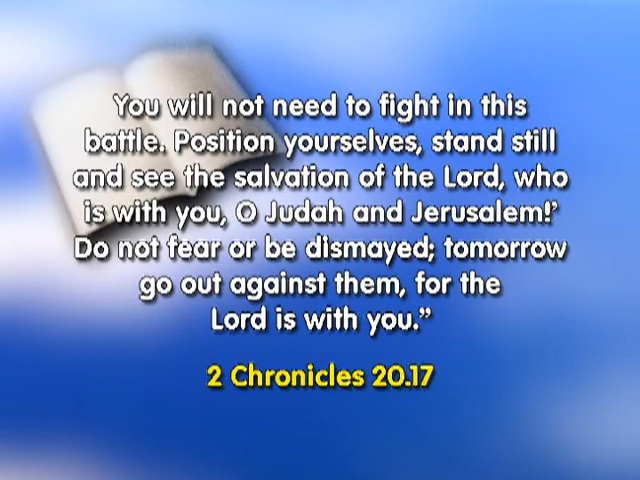 You will not need to fight in this
battle. Position yourselves, stand still
and see the salvation of the Lord, who
is with you, O Judah and Jerusalem!’
Do not fear or be dismayed; tomorrow
go out against them, for the
Lord is with you.”
2 Chronicles 20.17